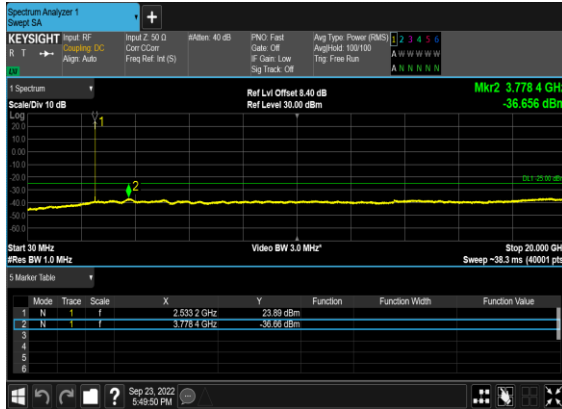 Spectrum Analyzer 1
Swept SA
+
KEYSIGHT Input: RF Input Z: 50 Ω #Atten: 40 dB PNO: Fast Avg Type: Power (RMS) 1 2 3 4 5 6
R T Coupling: DC Corr CCorr Gate: Off Avg|Hold: 100/100 A W W W W W
Align: Auto Freq Ref: Int (S) IF Gain: Low Trig: Free Run
Sig Track: Off A N N N N N
LU
1 Spectrum
Ref Lvl Offset 8.40 dB Mkr2 3.778 4 GHz
Scale/Div 10 dB Ref Level 30.00 dBm -36.656 dBm
Log
20.0
10.0
0.00
-10.0
-20.0
-30.0
-40.0
-50.0
-60.0
1
2
DL1 -25.00 dBm
Start 30 MHz Video BW 3.0 MHz* Stop 20.000 GHz
#Res BW 1.0 MHz Sweep ~38.3 ms (40001 pts)
5 Marker Table
Mode Trace Scale X Y Function Function Width Function Value
1 N 1 f 2.533 2 GHz 23.89 dBm
2 N 1 f 3.778 4 GHz -36.66 dBm
3
4
5
6
? Sep 23, 2022
5:49:50 PM